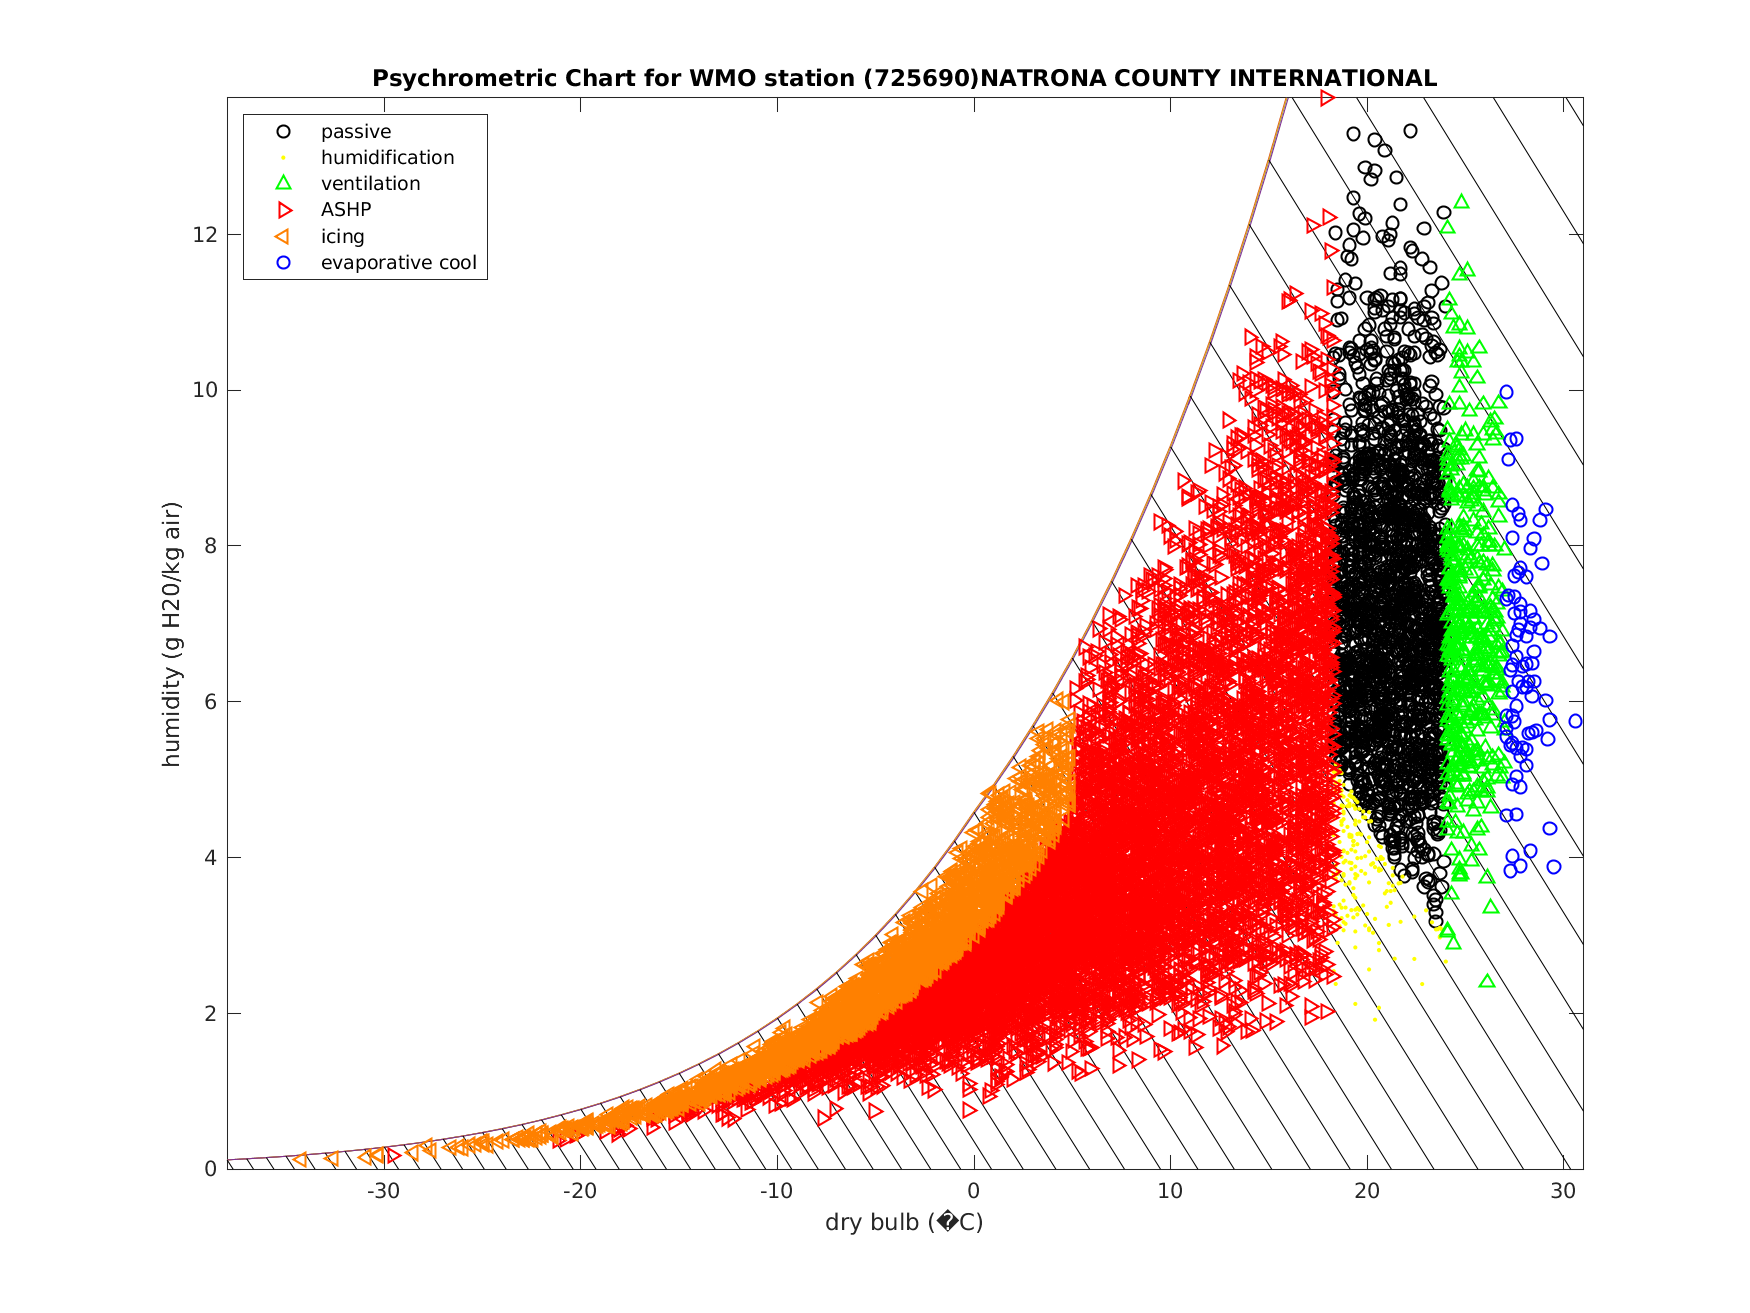 Psychrometric Chart for WMO station (725690)NATRONA COUNTY INTERNATIONAL
passive
humidification
ventilation
ASHP
icing
evaporative cool
humidity (g H20/kg air)
12
10
8
6
4
2
0
-30 -20 -10 0 10 20 30
dry bulb (�C)